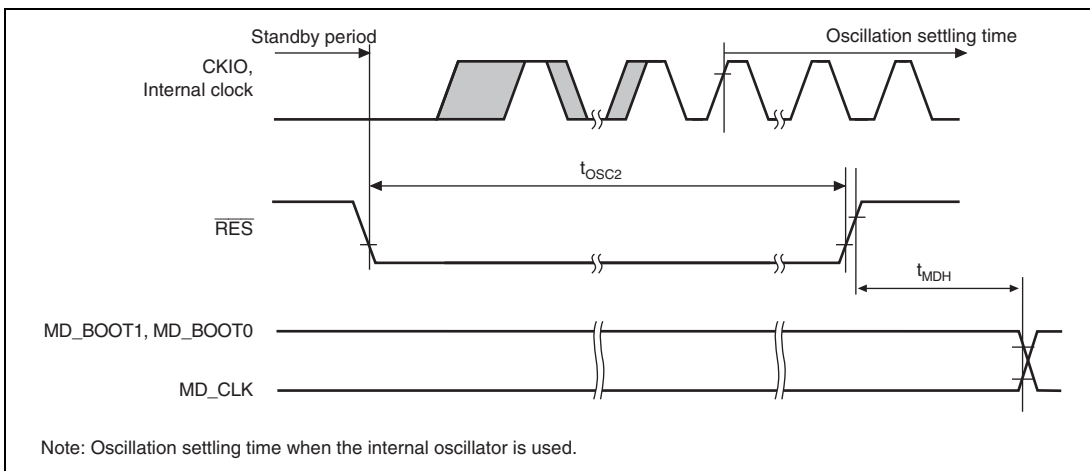 Standby period
Oscillation settling time
CKIO,
Internal clock
tOSC2
RES
tMDH
MD_BOOT1, MD_BOOT0
MD_CLK
Note: Oscillation settling time when the internal oscillator is used.